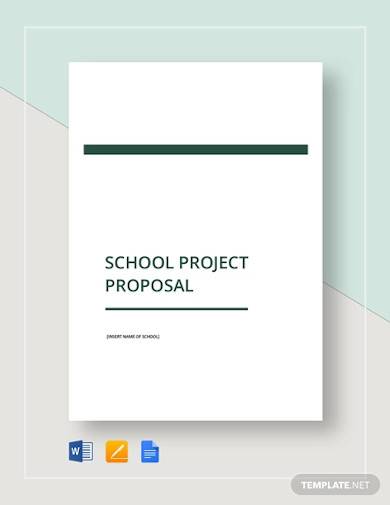 SCHOOL PROJECT
PROPOSAL
[INSERT NAME OF SCHOOL]
W
TEMPLATE.NET